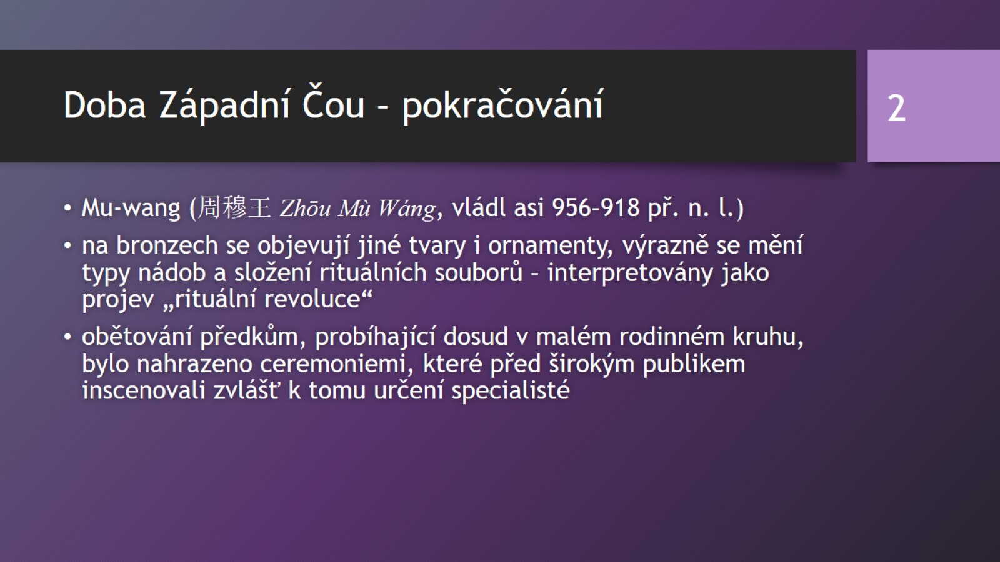 Doba Západní Čou – pokračování
2
• Mu-wang (周穆王 Zhōu Mù Wáng, vládl asi 956–918 př. n. l.)
• na bronzech se objevují jiné tvary i ornamenty, výrazně se mění
typy nádob a složení rituálních souborů – interpretovány jako
projev „rituální revoluce“
• obětování předkům, probíhající dosud v malém rodinném kruhu,
bylo nahrazeno ceremoniemi, které před širokým publikem
inscenovali zvlášť k tomu určení specialisté